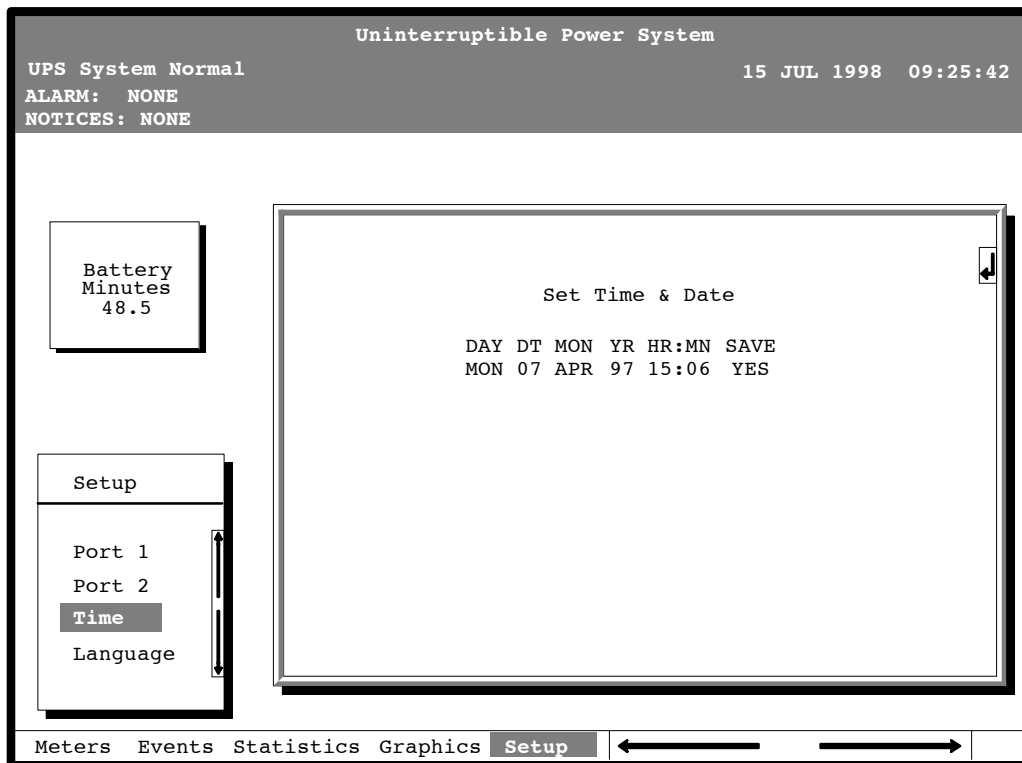 Uninterruptible Power System
UPS System Normal
15 JUL 1998 09:25:42
ALARM: NONE
NOTICES: NONE
Battery
Minutes
48.5
Set Time & Date
DAY DT MON YR HR:MN SAVE
MON 07 APR 97 15:06 YES
Setup
Port 1
Port 2
Time
Language
Meters Events Statistics Graphics Setup